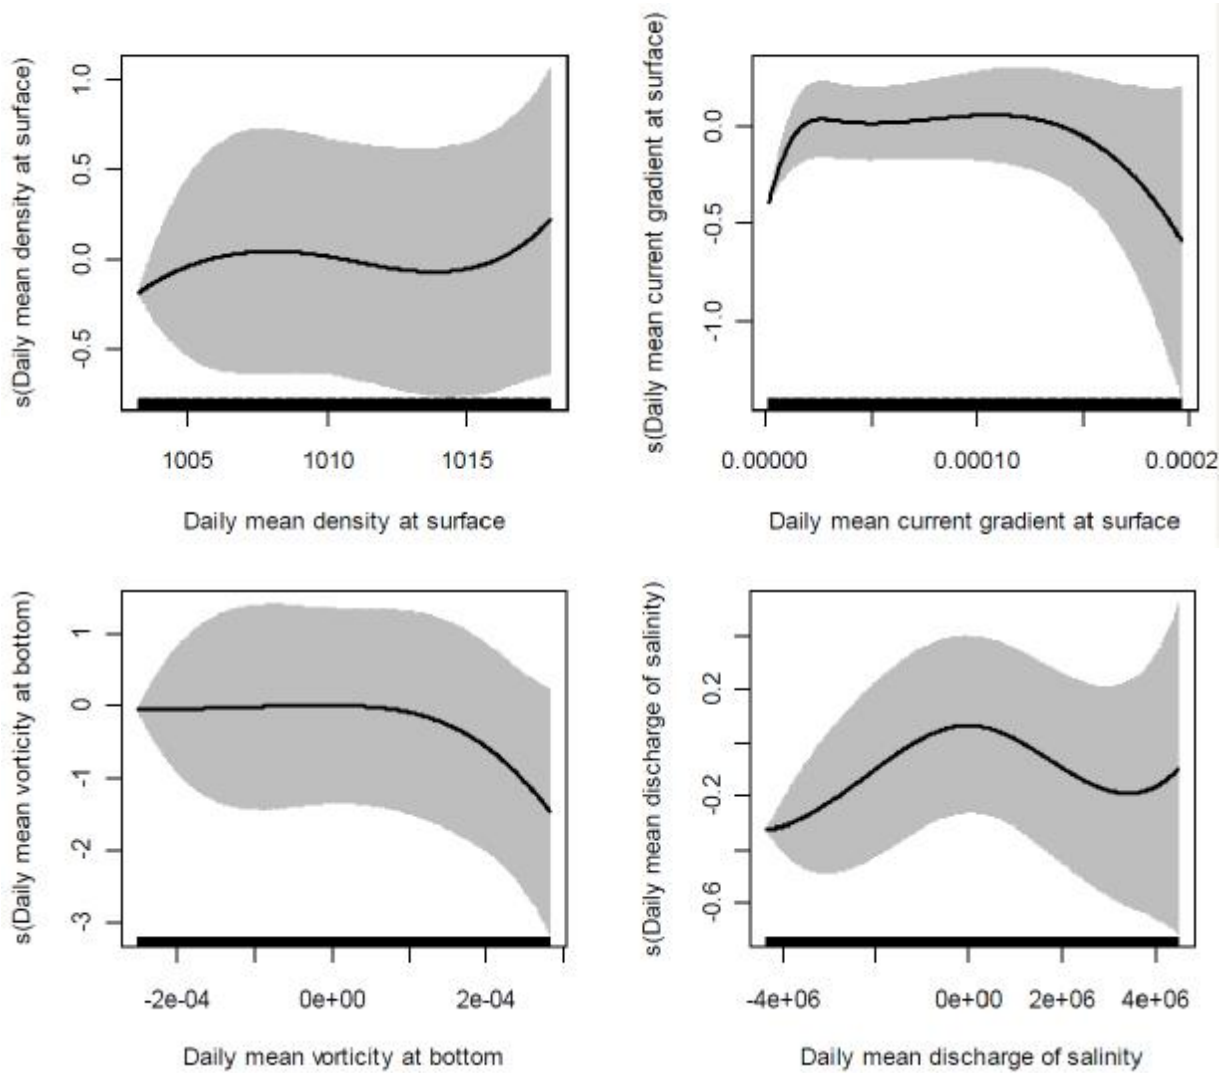 s(Daily mean density at surface)
1.0
0.5
0.0
-0.5
1005 1010 1015
Daily mean density at surface
s(Daily mean current gradient at surface)
0.0
-0.5
-1.0
0.00000 0.00010 0.0002
Daily mean current gradient at surface
s(Daily mean vorticity at bottom)
1
0
-1
-2
-3
-2e-04 0e+00 2e-04
Daily mean vorticity at bottom
s(Daily mean discharge of salinity)
0.2
-0.2
-0.6
-4e+06 0e+00 2e+06 4e+06
Daily mean discharge of salinity